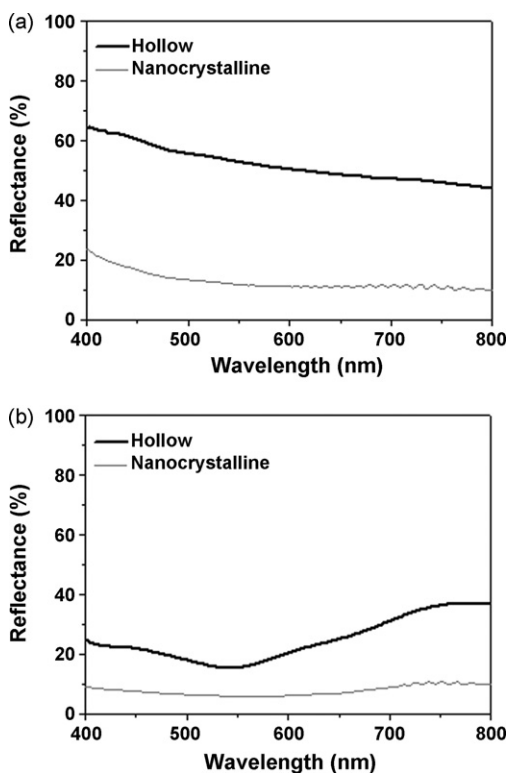 (a)
100
80
60
40
20
0
Hollow
Nanocrystalline
Reflectance (%)
400 500 600 700 800
Wavelength (nm)
(b)
100
80
60
40
20
0
Hollow
Nanocrystalline
Reflectance (%)
400 500 600 700 800
Wavelength (nm)